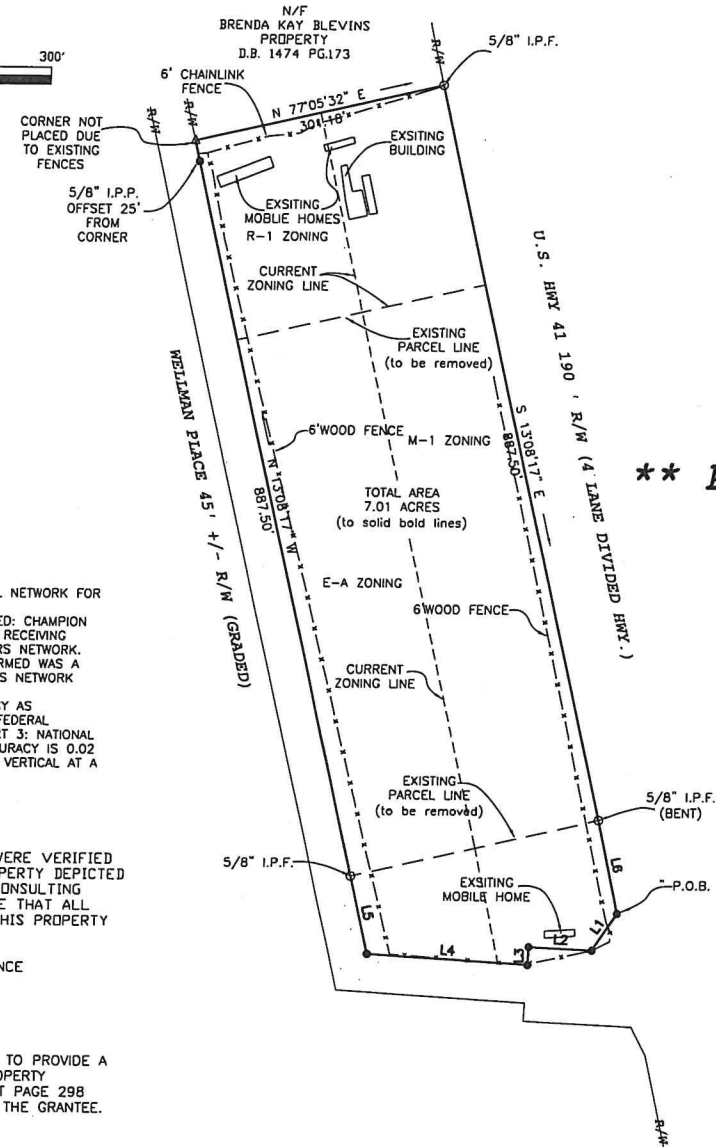 N/F
BRENDA KAY BLEVINS
PROPERTY
D.B. 1474 PG.173
300'
R/W
5/8" I.P.F.
6' CHAINLINK
FENCE
N 77°05'32" E
301.18'
R/W
R/W
CORNER NOT
PLACED DUE
TO EXISTING
FENCES
EXSITING
BUILDING
5/8" I.P.P.
OFFSET 25'
FROM
CORNER
EXSITING
MOBLIE HOMES
R-1 ZONING
CURRENT
ZONING LINE
U.S. HWY 41 190 ' R/W (4 LANE DIVIDED HWY.)
EXISTING
PARCEL LINE
(to be removed)
WELLMAN PLACE 45' +/- R/W (GRADED)
6'WOOD FENCE
M-1 ZONING
S 13°08'17" E
887.50'
N 13°08'17" W
887.50'
**
TOTAL AREA
7.01 ACRES
(to solid bold lines)
E-A ZONING
6'WOOD FENCE
L NETWORK FOR
ED: CHAMPION
RECEIVING
RS NETWORK.
RMED WAS A
S NETWORK
CY AS
FEDERAL
RT 3: NATIONAL
URACY IS 0.02
VERTICAL AT A
CURRENT
ZONING LINE
EXISTING
PARCEL LINE
(to be removed)
5/8" I.P.F.
(BENT)
WERE VERIFIED
OPERTY DEPICTED
ONSULTING
E THAT ALL
THIS PROPERTY
5/8" I.P.F.
L6
EXSITING
MOBILE HOME
" P.O.B.
L5
L1
L2
L3
L4
NCE
TO PROVIDE A
OPERTY
T PAGE 298
THE GRANTEE.
R/W